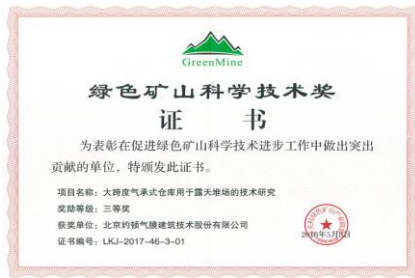 GreenMine
绿色矿山科学技术奖
证 书
为表彰在促进绿色矿山科学技术进步工作中做出突出
贡献的单位，特颁发此证书。
项目名称：大跨度气承式仓库用于露天堆场的技术研究
奖励等级：三等奖
获奖单位：北京约顿气膜建筑技术股份有限公司
证书编号：LKJ-2017-46-3-01